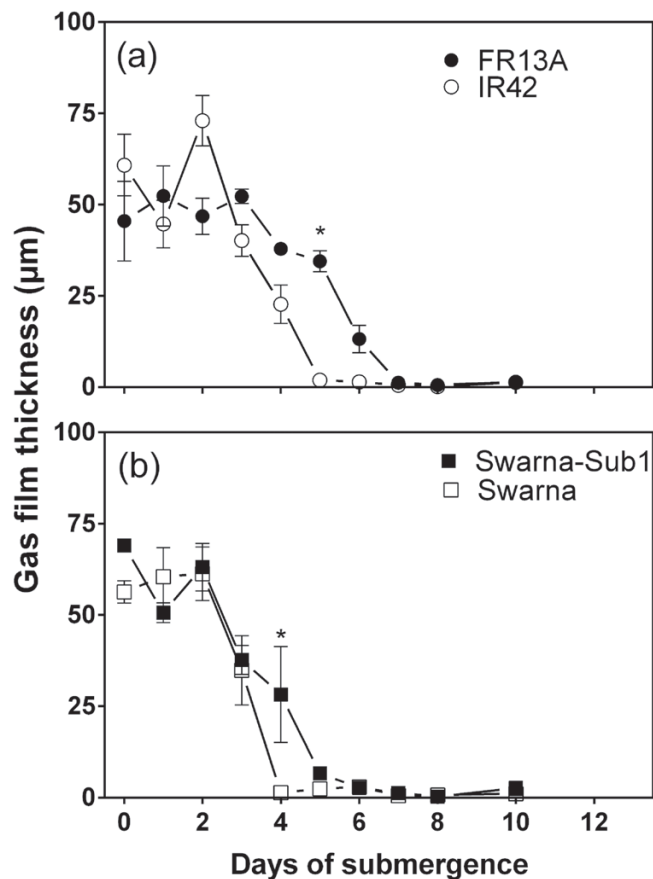 100
(a)
FR13A
IR42
75
50
*
25
0
Gas film thickness (µm)
100
(b)
Swarna-Sub1
Swarna
75
50
*
25
0
0 2 4 6 8 10 12
Days of submergence